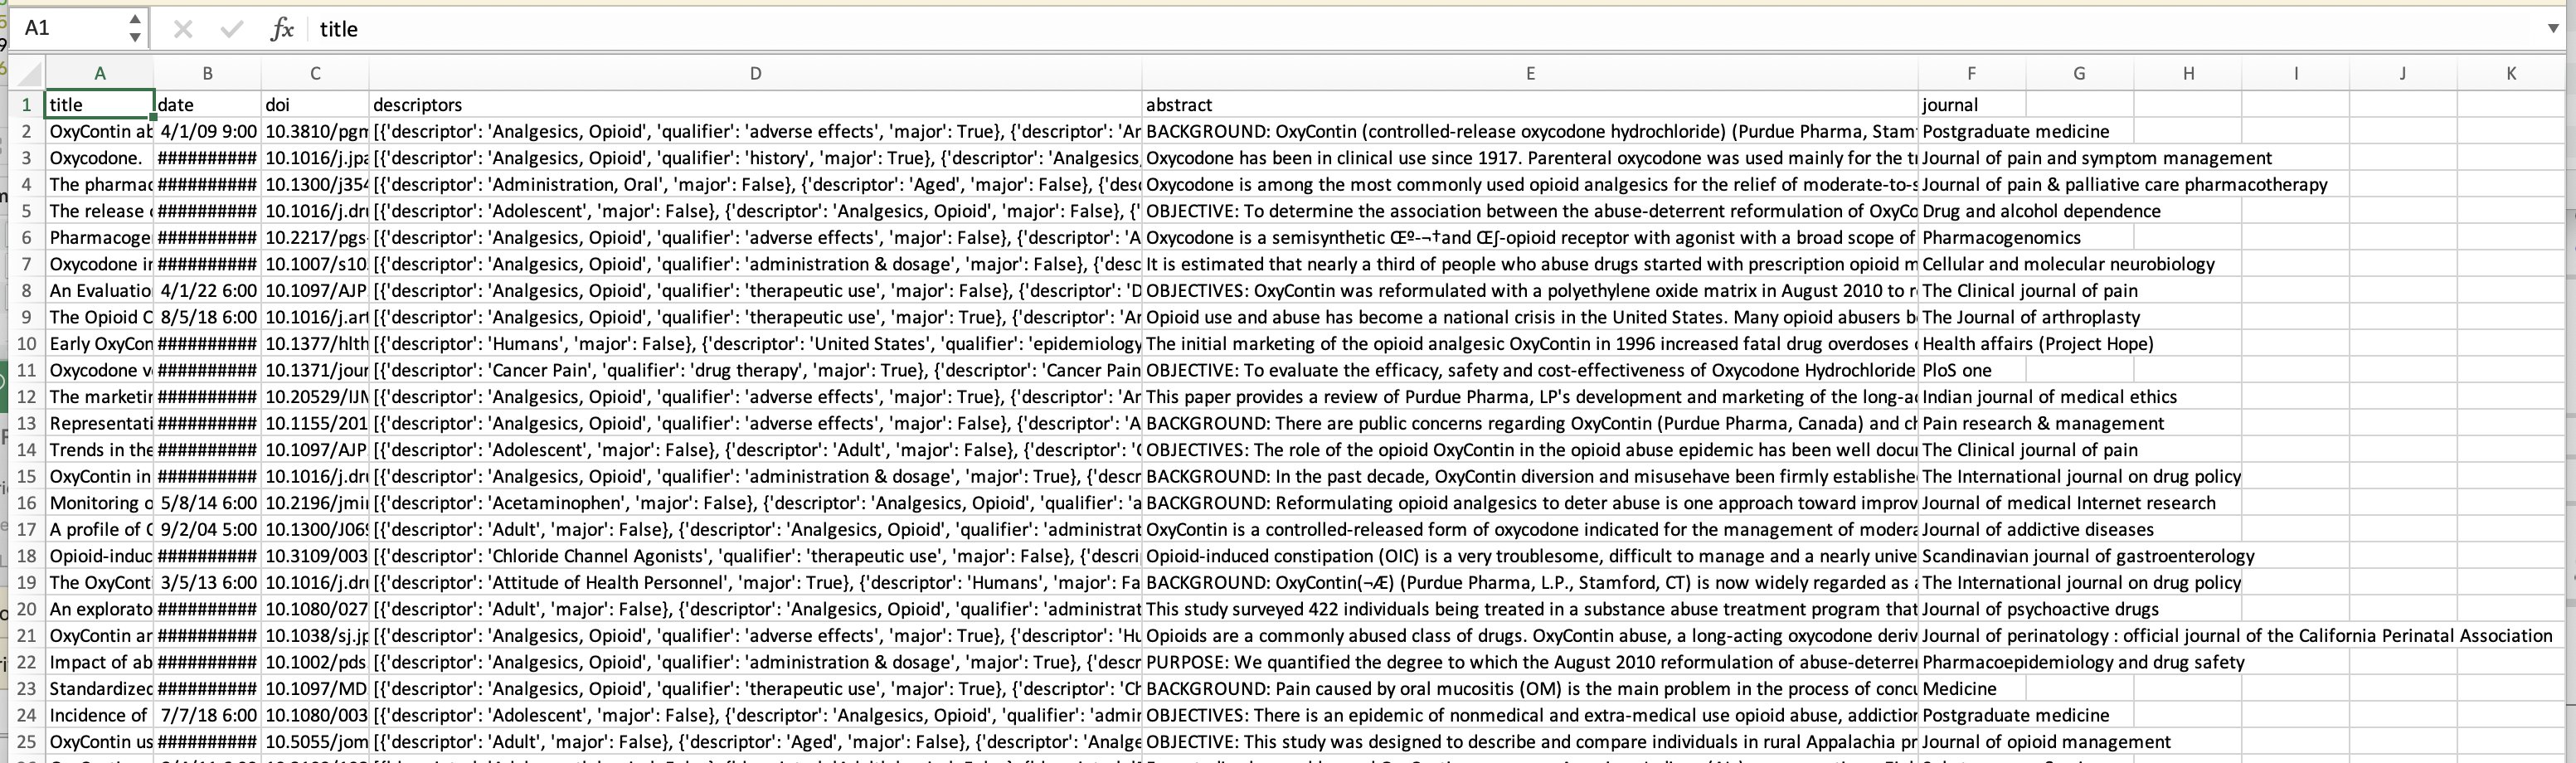 A1 fx title
A B C D E F G H I J K
1 title date doi descriptors abstract journal
2 OxyContin ab 4/1/09 9:00 10.3810/pgm [{'descriptor': 'Analgesics, Opioid', 'qualifier': 'adverse effects', 'major': True}, {'descriptor': 'Ar BACKGROUND: OxyContin (controlled-release oxycodone hydrochloride) (Purdue Pharma, Stam Postgraduate medicine
3 Oxycodone. ########## 10.1016/j.jpa [{'descriptor': 'Analgesics, Opioid', 'qualifier': 'history', 'major': True}, {'descriptor': 'Analgesics, Oxycodone has been in clinical use since 1917. Parenteral oxycodone was used mainly for the tr Journal of pain and symptom management
4 The pharmac ########## 10.1300/j354 [{'descriptor': 'Administration, Oral', 'major': False}, {'descriptor': 'Aged', 'major': False}, {'desc Oxycodone is among the most commonly used opioid analgesics for the relief of moderate-to-s Journal of pain & palliative care pharmacotherapy
5 The release ########## 10.1016/j.dru [{'descriptor': 'Adolescent', 'major': False}, {'descriptor': 'Analgesics, Opioid', 'major': False}, {' OBJECTIVE: To determine the association between the abuse-deterrent reformulation of OxyCo Drug and alcohol dependence
6 Pharmacoge ########## 10.2217/pgs- [{'descriptor': 'Analgesics, Opioid', 'qualifier': 'adverse effects', 'major': False}, {'descriptor': 'A Oxycodone is a semisynthetic Œº-¬†and Œ∫-opioid receptor with agonist with a broad scope of Pharmacogenomics
7 Oxycodone ir ########## 10.1007/s10 [{'descriptor': 'Analgesics, Opioid', 'qualifier': 'administration & dosage', 'major': False}, {'desc It is estimated that nearly a third of people who abuse drugs started with prescription opioid m Cellular and molecular neurobiology
8 An Evaluatio 4/1/22 6:00 10.1097/AJP [{'descriptor': 'Analgesics, Opioid', 'qualifier': 'therapeutic use', 'major': False}, {'descriptor': 'D OBJECTIVES: OxyContin was reformulated with a polyethylene oxide matrix in August 2010 to r The Clinical journal of pain
9 The Opioid C 8/5/18 6:00 10.1016/j.art [{'descriptor': 'Analgesics, Opioid', 'qualifier': 'therapeutic use', 'major': True}, {'descriptor': 'Ar Opioid use and abuse has become a national crisis in the United States. Many opioid abusers b The Journal of arthroplasty
10 Early OxyCon ########## 10.1377/hlth [{'descriptor': 'Humans', 'major': False}, {'descriptor': 'United States', 'qualifier': 'epidemiology The initial marketing of the opioid analgesic OxyContin in 1996 increased fatal drug overdoses Health affairs (Project Hope)
11 Oxycodone v ########## 10.1371/jour [{'descriptor': 'Cancer Pain', 'qualifier': 'drug therapy', 'major': True}, {'descriptor': 'Cancer Pain OBJECTIVE: To evaluate the efficacy, safety and cost-effectiveness of Oxycodone Hydrochloride PloS one
12 The marketin ########## 10.20529/IJM [{'descriptor': 'Analgesics, Opioid', 'qualifier': 'adverse effects', 'major': True}, {'descriptor': 'Ar This paper provides a review of Purdue Pharma, LP's development and marketing of the long-ac Indian journal of medical ethics
13 Representati ########## 10.1155/201 [{'descriptor': 'Analgesics, Opioid', 'qualifier': 'adverse effects', 'major': False}, {'descriptor': 'A BACKGROUND: There are public concerns regarding OxyContin (Purdue Pharma, Canada) and ch Pain research & management
14 Trends in the ########## 10.1097/AJP [{'descriptor': 'Adolescent', 'major': False}, {'descriptor': 'Adult', 'major': False}, {'descriptor': 'C OBJECTIVES: The role of the opioid OxyContin in the opioid abuse epidemic has been well docu The Clinical journal of pain
15 OxyContin in ########## 10.1016/j.dru [{'descriptor': 'Analgesics, Opioid', 'qualifier': 'administration & dosage', 'major': True}, {'descr BACKGROUND: In the past decade, OxyContin diversion and misusehave been firmly establishe The International journal on drug policy
16 Monitoring o 5/8/14 6:00 10.2196/jmir [{'descriptor': 'Acetaminophen', 'major': False}, {'descriptor': 'Analgesics, Opioid', 'qualifier': 'a BACKGROUND: Reformulating opioid analgesics to deter abuse is one approach toward improv Journal of medical Internet research
17 A profile of C 9/2/04 5:00 10.1300/J069 [{'descriptor': 'Adult', 'major': False}, {'descriptor': 'Analgesics, Opioid', 'qualifier': 'administrat OxyContin is a controlled-released form of oxycodone indicated for the management of modera Journal of addictive diseases
18 Opioid-induc ########## 10.3109/003 [{'descriptor': 'Chloride Channel Agonists', 'qualifier': 'therapeutic use', 'major': False}, {'descri Opioid-induced constipation (OIC) is a very troublesome, difficult to manage and a nearly unive Scandinavian journal of gastroenterology
19 The OxyCont 3/5/13 6:00 10.1016/j.dru [{'descriptor': 'Attitude of Health Personnel', 'major': True}, {'descriptor': 'Humans', 'major': Fa BACKGROUND: OxyContin(¬Æ) (Purdue Pharma, L.P., Stamford, CT) is now widely regarded as The International journal on drug policy
20 An explorato ########## 10.1080/027 [{'descriptor': 'Adult', 'major': False}, {'descriptor': 'Analgesics, Opioid', 'qualifier': 'administrat This study surveyed 422 individuals being treated in a substance abuse treatment program that Journal of psychoactive drugs
21 OxyContin ar ########## 10.1038/sj.jp [{'descriptor': 'Analgesics, Opioid', 'qualifier': 'adverse effects', 'major': True}, {'descriptor': 'Hu Opioids are a commonly abused class of drugs. OxyContin abuse, a long-acting oxycodone deriv Journal of perinatology : official journal of the California Perinatal Association
22 Impact of ab ########## 10.1002/pds [{'descriptor': 'Analgesics, Opioid', 'qualifier': 'administration & dosage', 'major': True}, {'descr PURPOSE: We quantified the degree to which the August 2010 reformulation of abuse-deterrer Pharmacoepidemiology and drug safety
23 Standardized ########## 10.1097/MD [{'descriptor': 'Analgesics, Opioid', 'qualifier': 'therapeutic use', 'major': True}, {'descriptor': 'Ch BACKGROUND: Pain caused by oral mucositis (OM) is the main problem in the process of concu Medicine
24 Incidence of 7/7/18 6:00 10.1080/003 [{'descriptor': 'Adolescent', 'major': False}, {'descriptor': 'Analgesics, Opioid', 'qualifier': 'admir OBJECTIVES: There is an epidemic of nonmedical and extra-medical use opioid abuse, addiction Postgraduate medicine
25 OxyContin us ########## 10.5055/jom [{'descriptor': 'Adult', 'major': False}, {'descriptor': 'Aged', 'major': False}, {'descriptor': 'Analge OBJECTIVE: This study was designed to describe and compare individuals in rural Appalachia pr Journal of opioid management